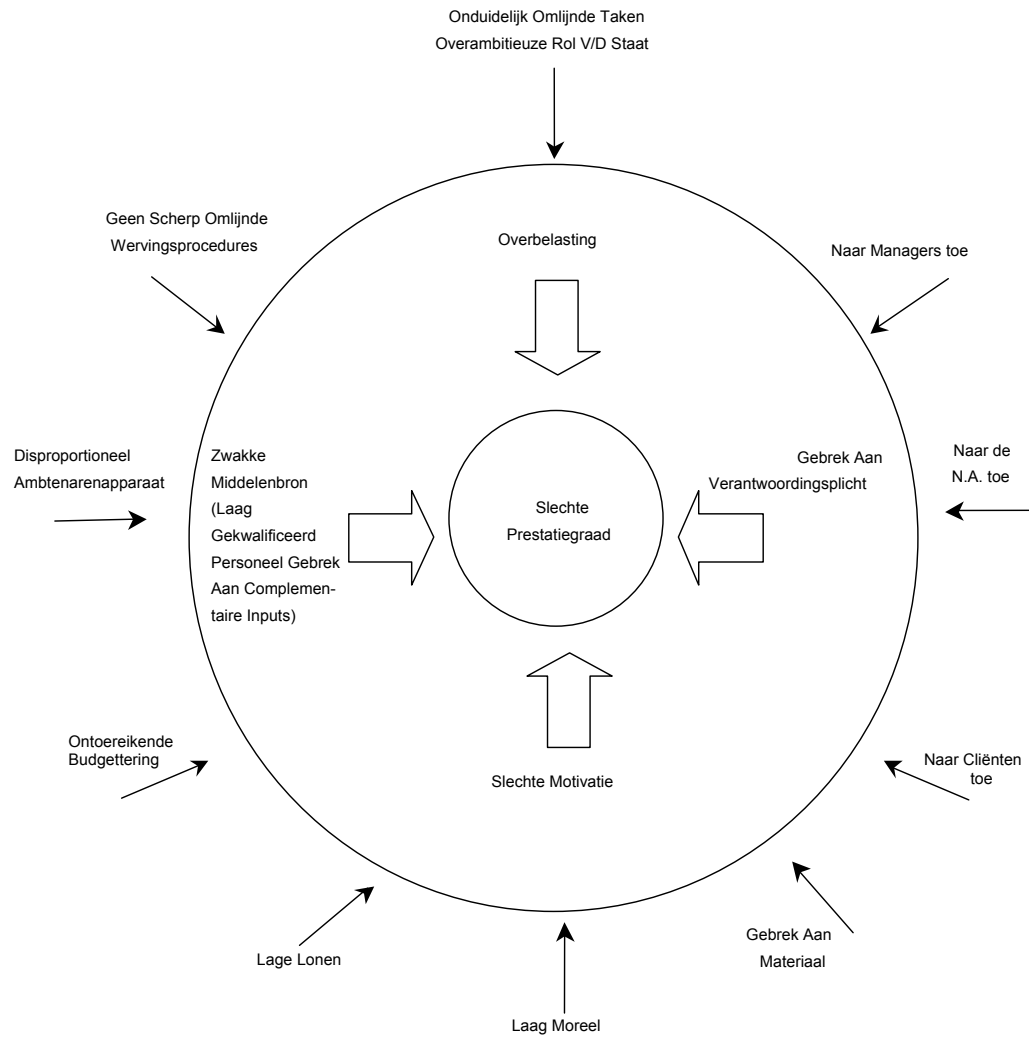 Onduidelijk Omlijnde Taken
Overambitieuze Rol V/D Staat
Geen Scherp Omlijnde
Wervingsprocedures
Overbelasting
Naar Managers toe
Disproportioneel
Ambtenarenapparaat
Zwakke
Middelenbron
(Laag
Gekwalificeerd
Personeel Gebrek
Aan Complemen-
taire Inputs)
Slechte
Prestatiegraad
Gebrek Aan
Verantwoordingsplicht
Naar de
N.A. toe
Ontoereikende
Budgettering
Slechte Motivatie
Naar Cliënten
toe
Lage Lonen
Gebrek Aan
Materiaal
Laag Moreel